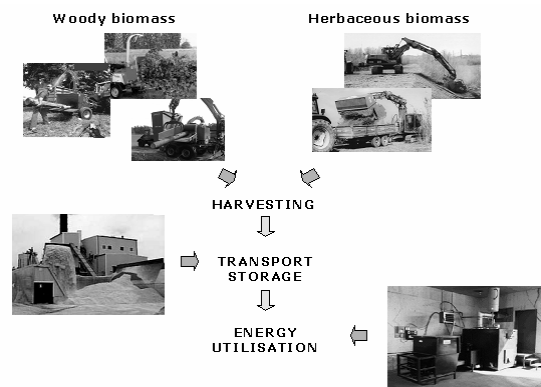 Woody biomass
Herbaceous biomass
HARVESTING
TRANSPORT
STORAGE
ENERGY
UTILISATION